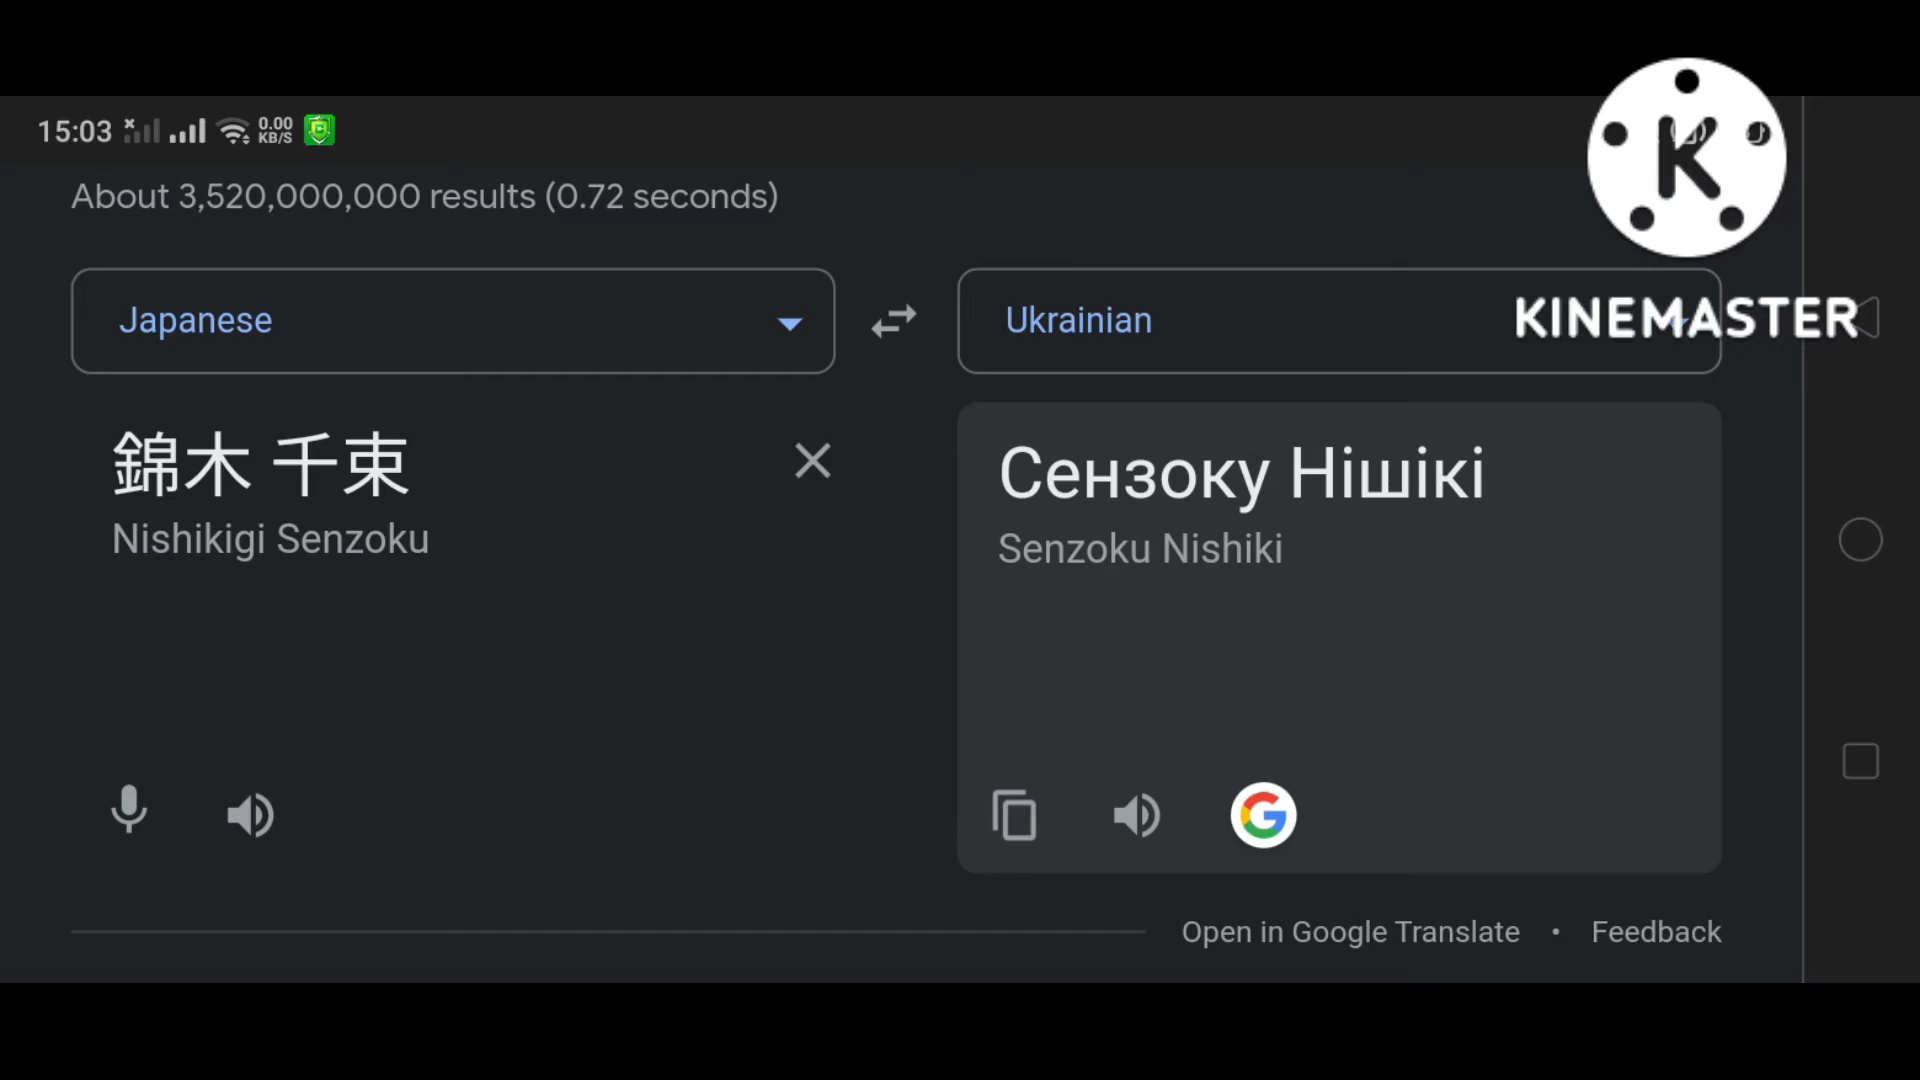 15:03 0.00 KB/S
About 3,520,000,000 results (0.72 seconds)
K
KINEMASTER
Japanese
Ukrainian
錦木 千束
Nishikigi Senzoku
Сензоку Нішікі
Senzoku Nishiki
G
Open in Google Translate • Feedback